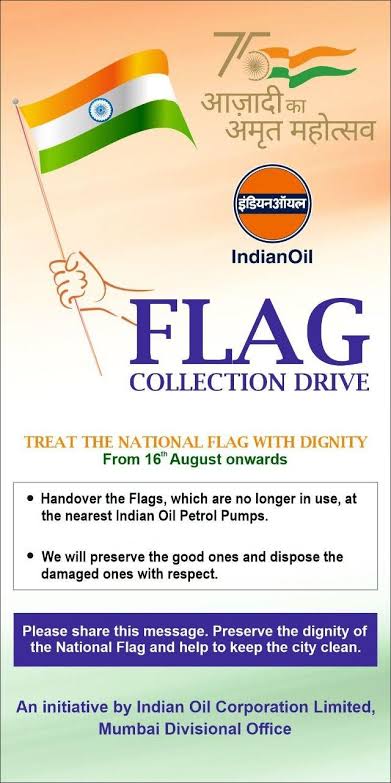 75
आज़ादी का
अमृत महोत्सव
इंडियनऑयल
IndianOil
FLAG
COLLECTION DRIVE
TREAT THE NATIONAL FLAG WITH DIGNITY
From 16th August onwards
• Handover the Flags, which are no longer in use, at
the nearest Indian Oil Petrol Pumps.
• We will preserve the good ones and dispose the
damaged ones with respect.
Please share this message. Preserve the dignity of
the National Flag and help to keep the city clean.
An initiative by Indian Oil Corporation Limited,
Mumbai Divisional Office